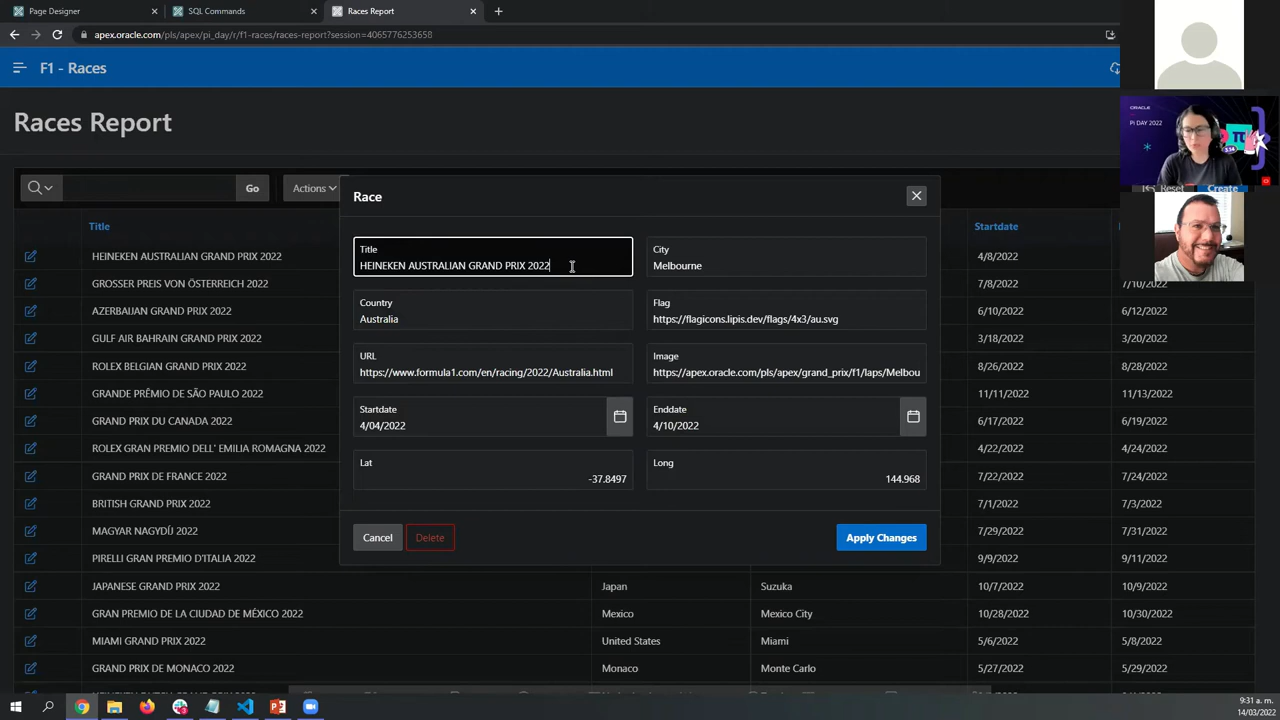 Page Designer
SQL Commands
Races Report
apex.oracle.com/pls/apex/pi_day/r/f1-races/races-report?session=4065776253658
F1 - Races
ORACLE
PI DAY 2022
π
3.14
Races Report
Go
Actions
Reset
Create
Title
Startdate
HEINEKEN AUSTRALIAN GRAND PRIX 2022
4/8/2022
GROSSER PREIS VON ÖSTERREICH 2022
7/8/2022
7/10/2022
AZERBAIJAN GRAND PRIX 2022
6/10/2022
6/12/2022
GULF AIR BAHRAIN GRAND PRIX 2022
3/18/2022
3/20/2022
ROLEX BELGIAN GRAND PRIX 2022
8/26/2022
8/28/2022
GRANDE PRÊMIO DE SÃO PAULO 2022
11/11/2022
11/13/2022
GRAND PRIX DU CANADA 2022
6/17/2022
6/19/2022
ROLEX GRAN PREMIO DELL' EMILIA ROMAGNA 2022
4/22/2022
4/24/2022
GRAND PRIX DE FRANCE 2022
7/22/2022
7/24/2022
BRITISH GRAND PRIX 2022
7/1/2022
7/3/2022
MAGYAR NAGYDÍJ 2022
7/29/2022
7/31/2022
PIRELLI GRAN PREMIO D'ITALIA 2022
9/9/2022
9/11/2022
JAPANESE GRAND PRIX 2022
Japan
Suzuka
10/7/2022
10/9/2022
GRAN PREMIO DE LA CIUDAD DE MÉXICO 2022
Mexico
Mexico City
10/28/2022
10/30/2022
MIAMI GRAND PRIX 2022
United States
Miami
5/6/2022
5/8/2022
GRAND PRIX DE MONACO 2022
Monaco
Monte Carlo
5/27/2022
5/29/2022
Race
Title
HEINEKEN AUSTRALIAN GRAND PRIX 2022
City
Melbourne
Country
Australia
Flag
https://flagicons.lipis.dev/flags/4x3/au.svg
URL
https://www.formula1.com/en/racing/2022/Australia.html
Image
https://apex.oracle.com/pls/apex/grand_prix/f1/laps/Melbou
Startdate
4/04/2022
Enddate
4/10/2022
Lat
-37.8497
Long
144.968
Cancel
Delete
Apply Changes
9:31 a. m.
14/03/2022